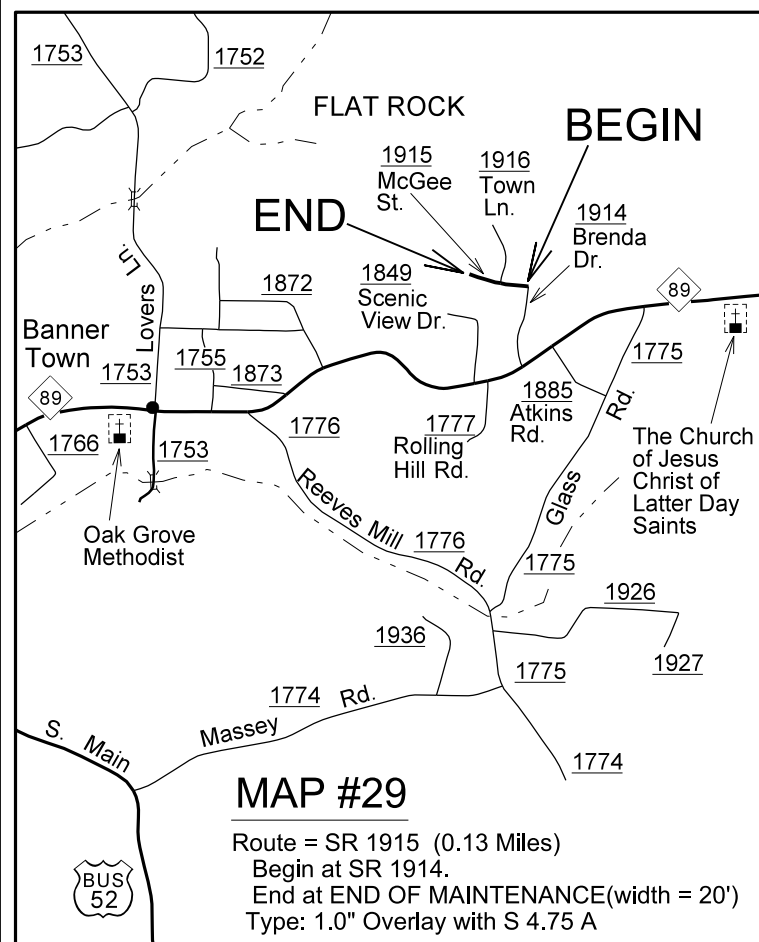 1753
1752
FLAT ROCK
BEGIN
1915
McGee
St.
1916
Town
Ln.
END
1914
Brenda
Dr.
1849
Scenic
View Dr.
1872
Lovers Ln.
89
Banner
Town
1753
1755
1873
1775
89
1766
1753
1776
1777
Rolling
Hill Rd.
1885
Atkins
Rd.
Glass Rd.
The Church
of Jesus
Christ of
Latter Day
Saints
Oak Grove
Methodist
Reeves Mill Rd.
1776
1775
1926
1936
1927
1775
1774
Massey Rd.
S. Main
1774
MAP #29
Route = SR 1915 (0.13 Miles)
Begin at SR 1914.
End at END OF MAINTENANCE(width = 20')
Type: 1.0" Overlay with S 4.75 A
BUS
52